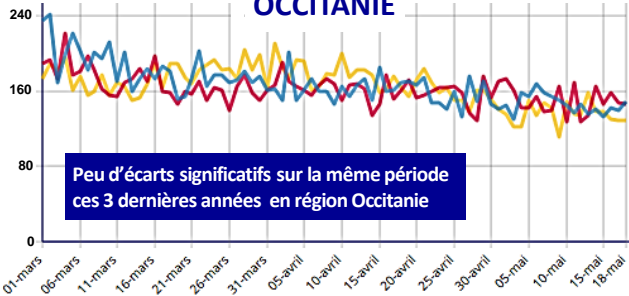 OCCITANIE
240
160
80
0
Peu d’écarts significatifs sur la même période
ces 3 dernières années en région Occitanie
01-mars
06-mars
11-mars
16-mars
21-mars
26-mars
31-mars
05-avril
10-avril
15-avril
20-avril
25-avril
30-avril
05-mai
10-mai
15-mai
18-mai